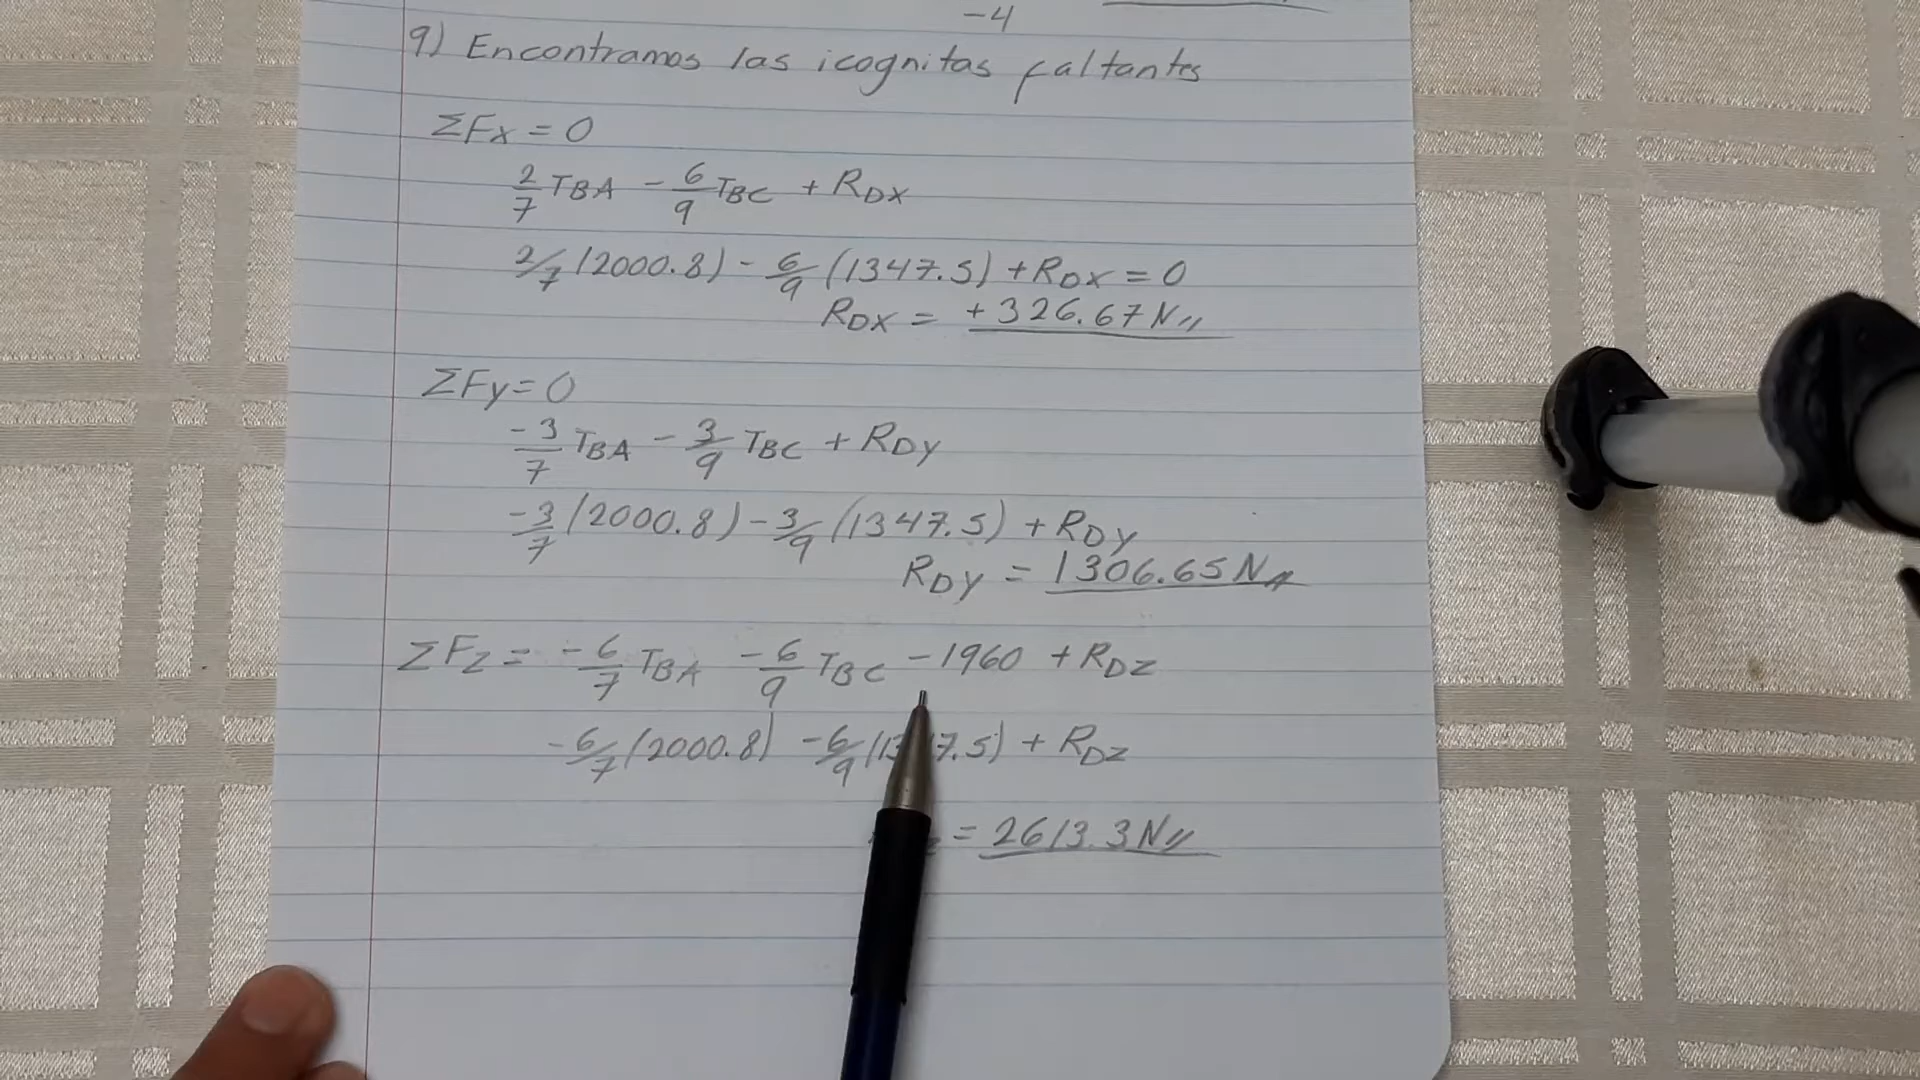 -4
9) Encontramos las icognitas faltantes
ΣFx = 0
2/7 TBA - 6/9 TBC + RDX
2/7 (2000.8) - 6/9 (1347.5) + RDX = 0
RDX = +326.67 N//
ΣFy = 0
-3/7 TBA - 3/9 TBC + RDy
-3/7 (2000.8) - 3/9 (1347.5) + RDy
RDy = 1306.65 N//
ΣFz = -6/7 TBA -6/9 TBC - 1960 + RDZ
-6/7 (2000.8) -6/9 (1347.5) + RDZ
= 2613.3 N//